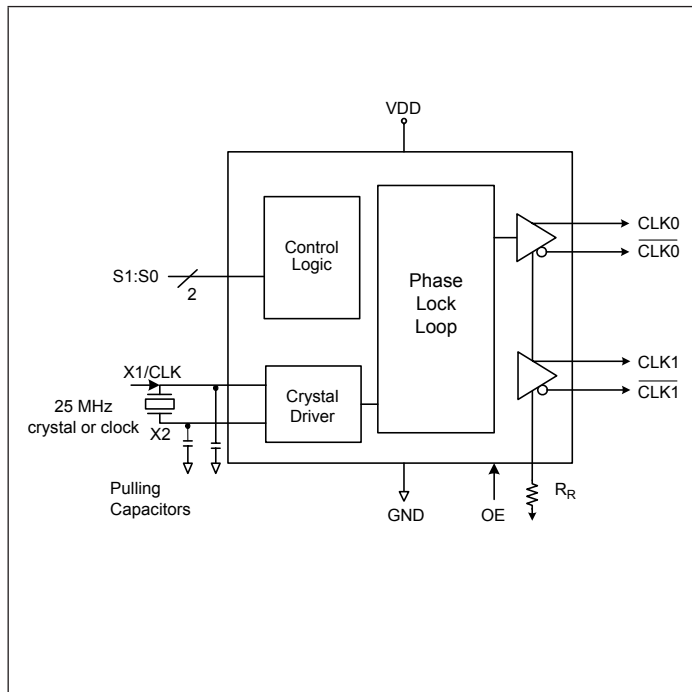 VDD
Control
Logic
S1:S0
2
Phase
Lock
Loop
CLK0
CLK0
X1/CLK
25 MHz
crystal or clock
X2
Crystal
Driver
CLK1
CLK1
Pulling
Capacitors
GND
OE
RR